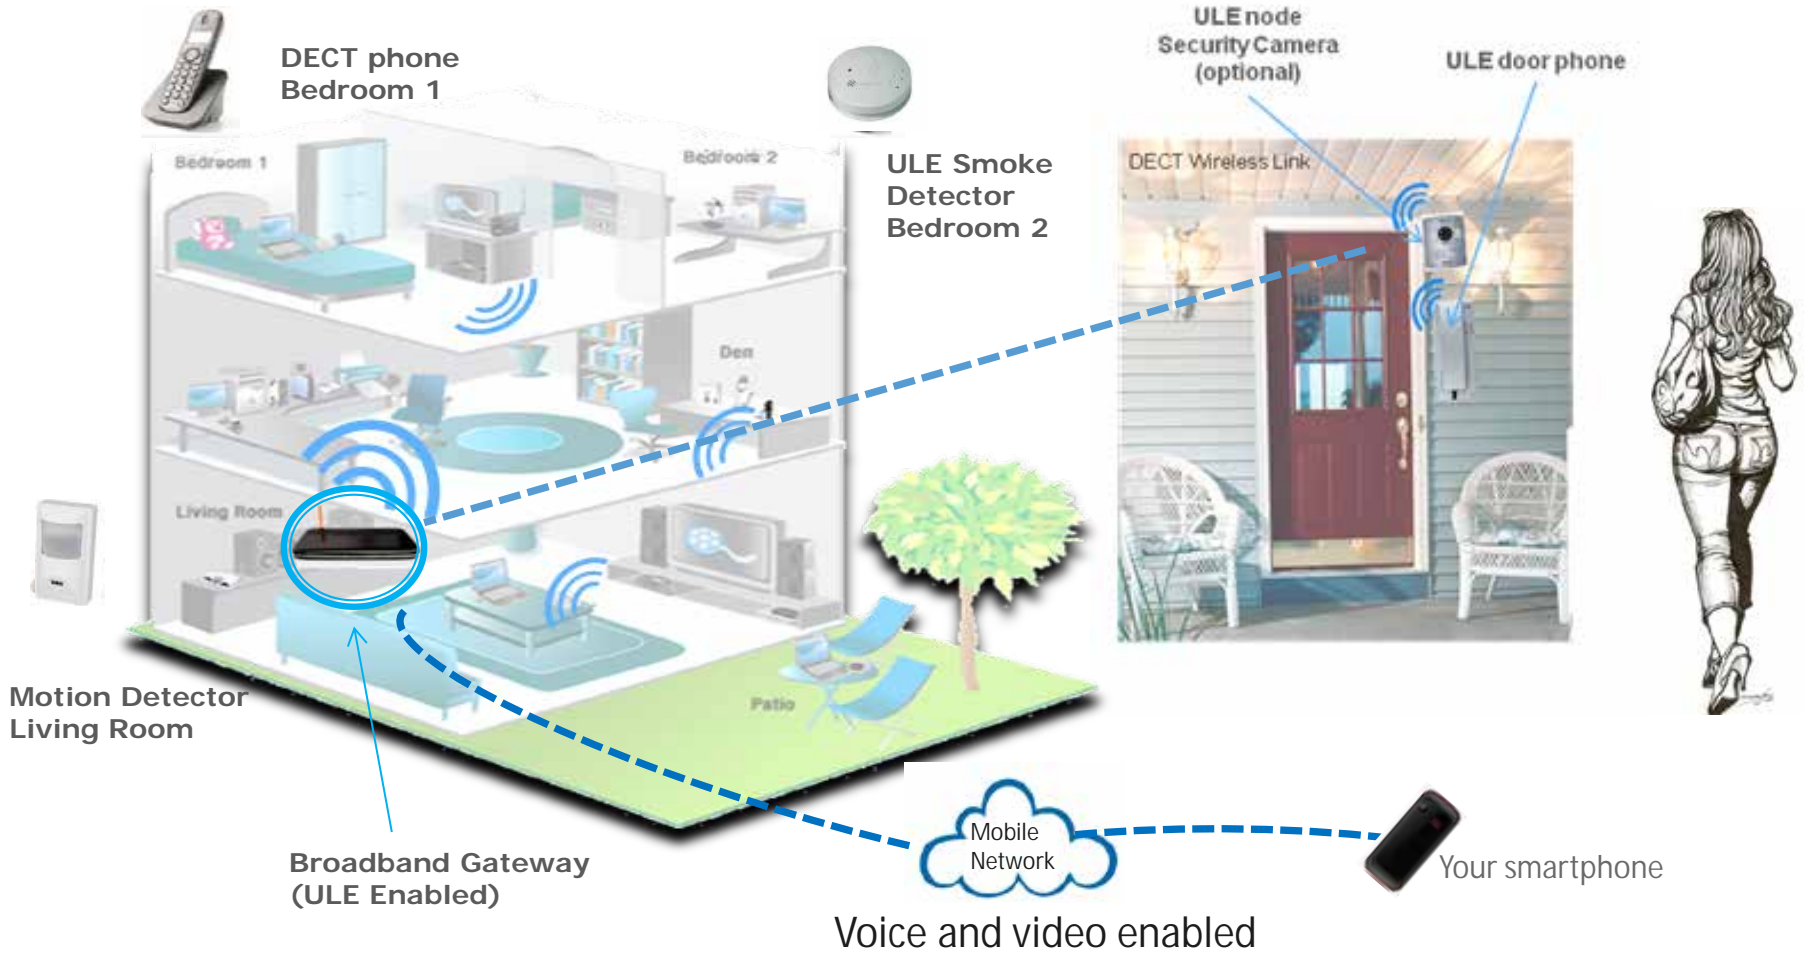 DECT phone
Bedroom 1
ULE Smoke
Detector
Bedroom 2
ULE node
Security Camera
(optional)
ULE door phone
DECT Wireless Link
Bedroom 1
Bedroom 2
Den
Living Room
Patio
Motion Detector
Living Room
Broadband Gateway
(ULE Enabled)
Mobile
Network
Your smartphone
Voice and video enabled